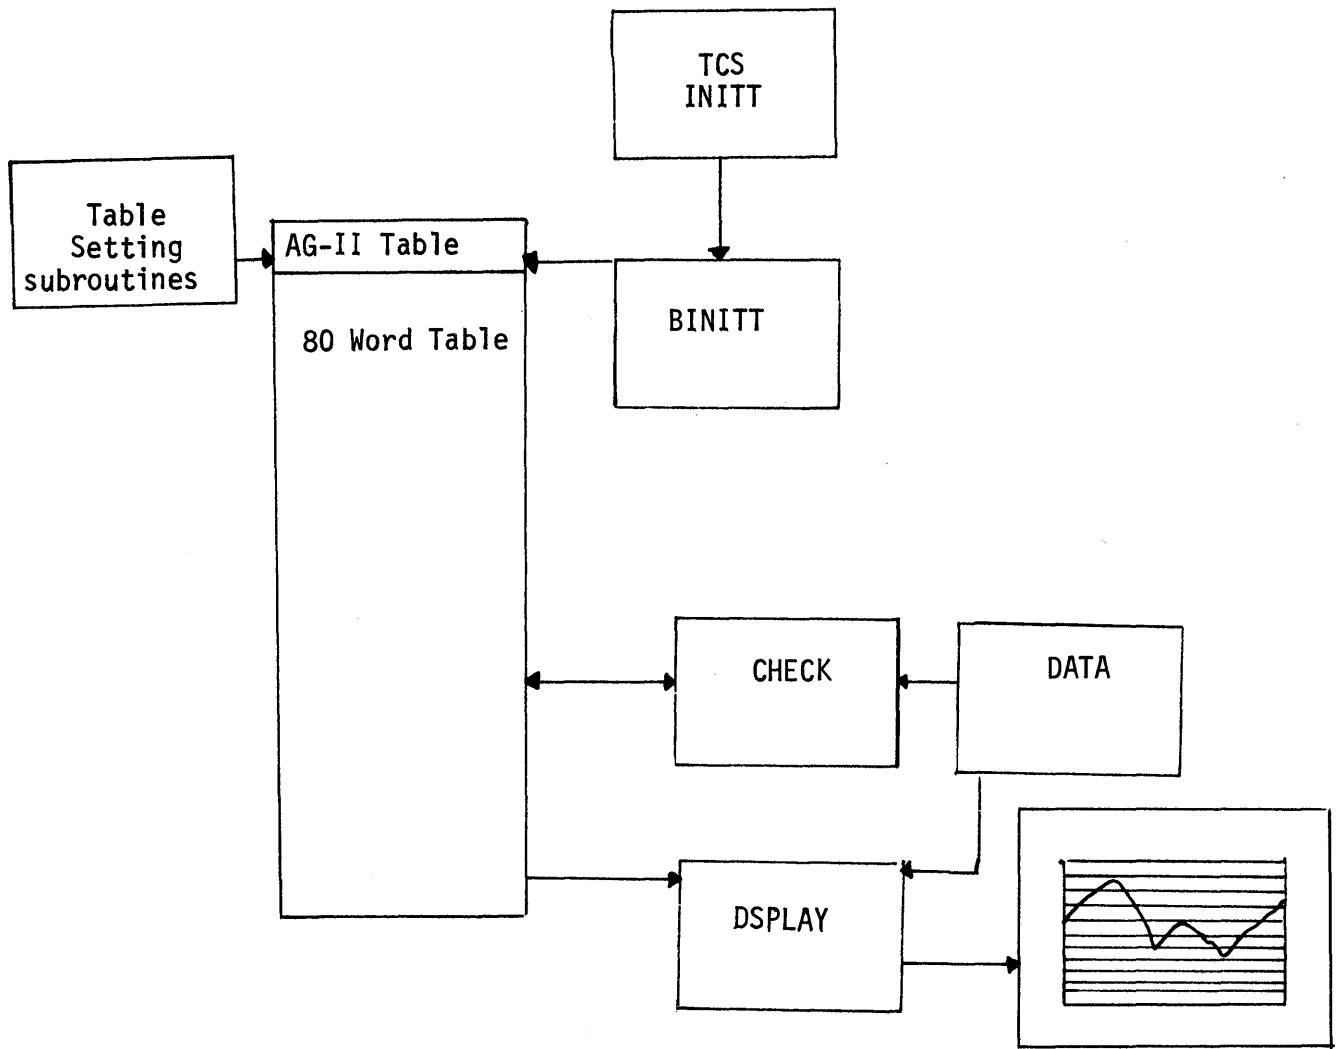 TCS
INITT
Table
Setting
subroutines
AG-II Table
80 Word Table
BINITT
CHECK
DATA
DSPLAY